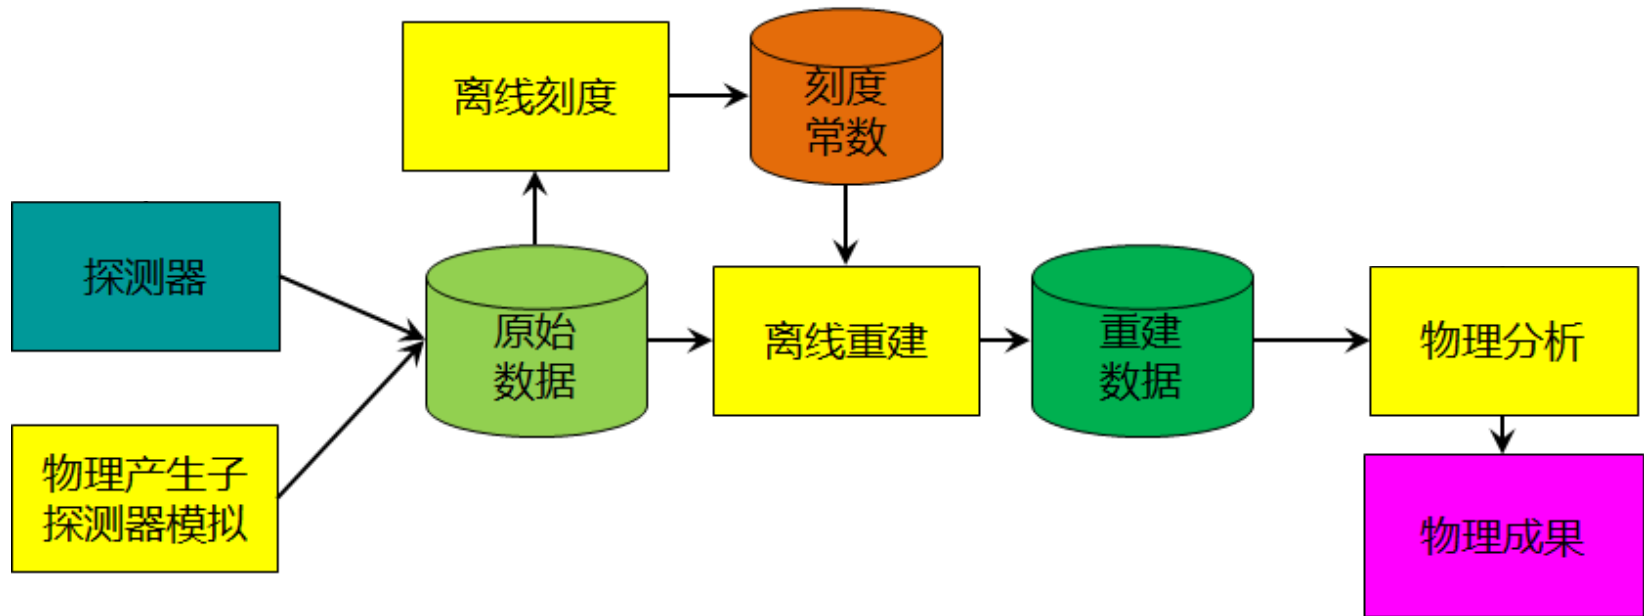 离线刻度
刻度
常数
探测器
原始
数据
离线重建
重建
数据
物理分析
物理产生子
探测器模拟
物理成果